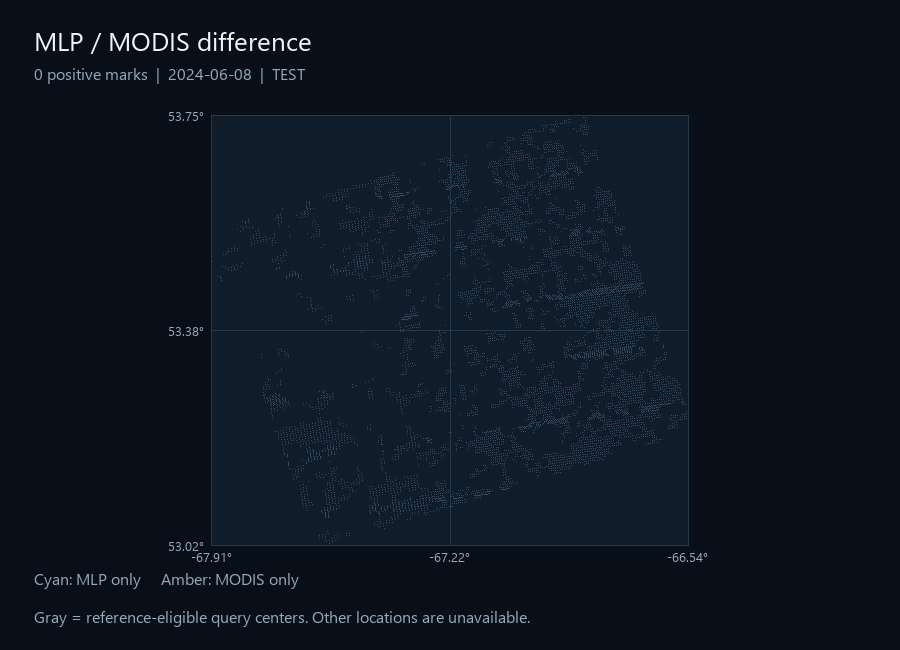 MLP / MODIS difference
0 positive marks | 2024-06-08 | TEST
53.75°
53.38°
53.02°
-67.91° -67.22° -66.54°
Cyan: MLP only Amber: MODIS only
Gray = reference-eligible query centers. Other locations are unavailable.